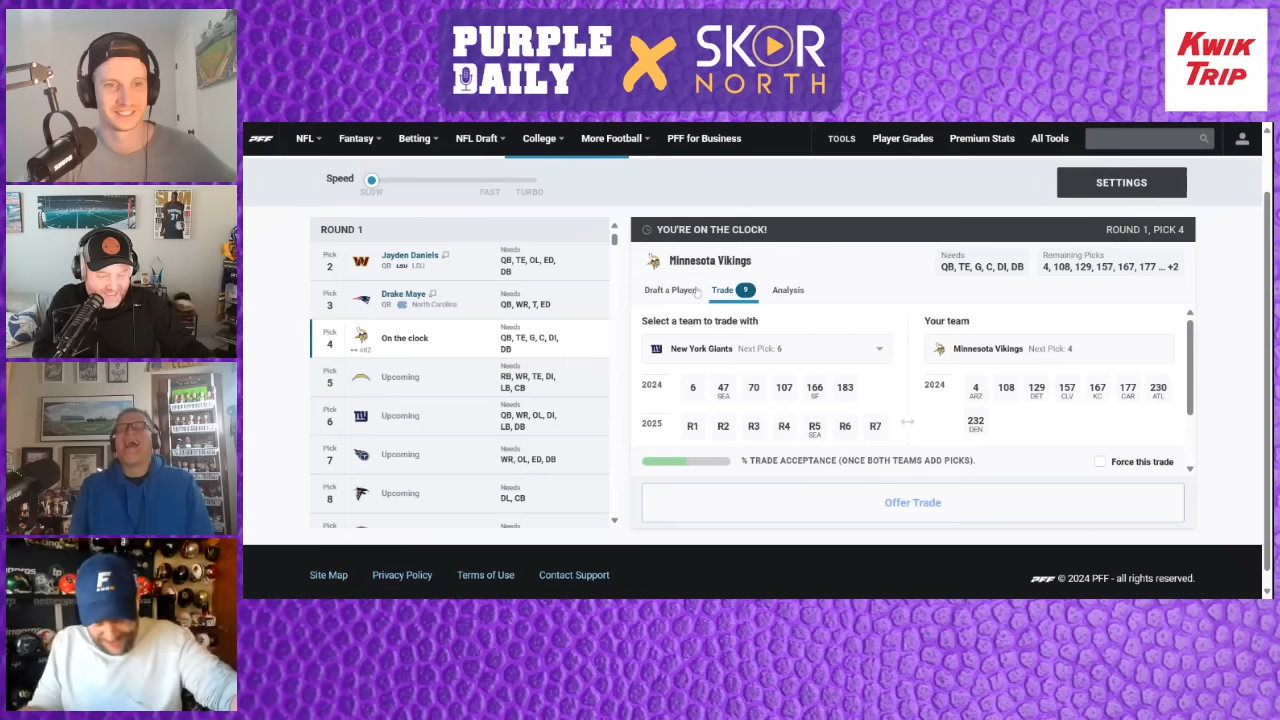 PURPLE DAILY
X
SKOR NORTH
KWIK TRIP
PFF
NFL
Fantasy
Betting
NFL Draft
College
More Football
PFF for Business
TOOLS
Player Grades
Premium Stats
All Tools
Speed
SLOW
FAST
TURBO
SETTINGS
ROUND 1
Pick 2
Jayden Daniels
QB LSU LSU
Needs
QB, TE, OL, ED, DB
Pick 3
Drake Maye
QB North Carolina
Needs
QB, WR, T, ED
Pick 4
ARZ
On the clock
Needs
QB, TE, G, C, DI, DB
Pick 5
Upcoming
Needs
RB, WR, TE, DI, LB, CB
Pick 6
Upcoming
Needs
QB, WR, OL, DI, LB, DB
Pick 7
Upcoming
Needs
WR, OL, ED, DB
Pick 8
Upcoming
Needs
DL, CB
Pick
Needs
YOU'RE ON THE CLOCK!
ROUND 1, PICK 4
Minnesota Vikings
Needs
QB, TE, G, C, DI, DB
Remaining Picks
4, 108, 129, 157, 167, 177 ... +2
Draft a Player
Trade 9
Analysis
Select a team to trade with
New York Giants Next Pick: 6
2024 6 47 70 107 166 183
SEA SF
2025 R1 R2 R3 R4 R5 R6 R7
SEA
Your team
Minnesota Vikings Next Pick: 4
2024 4 108 129 157 167 177 230
ARZ DET CLV KC CAR ATL
232
DEN
% TRADE ACCEPTANCE (ONCE BOTH TEAMS ADD PICKS).
Force this trade
Offer Trade
Site Map
Privacy Policy
Terms of Use
Contact Support
PFF © 2024 PFF - all rights reserved.
SLAM
F